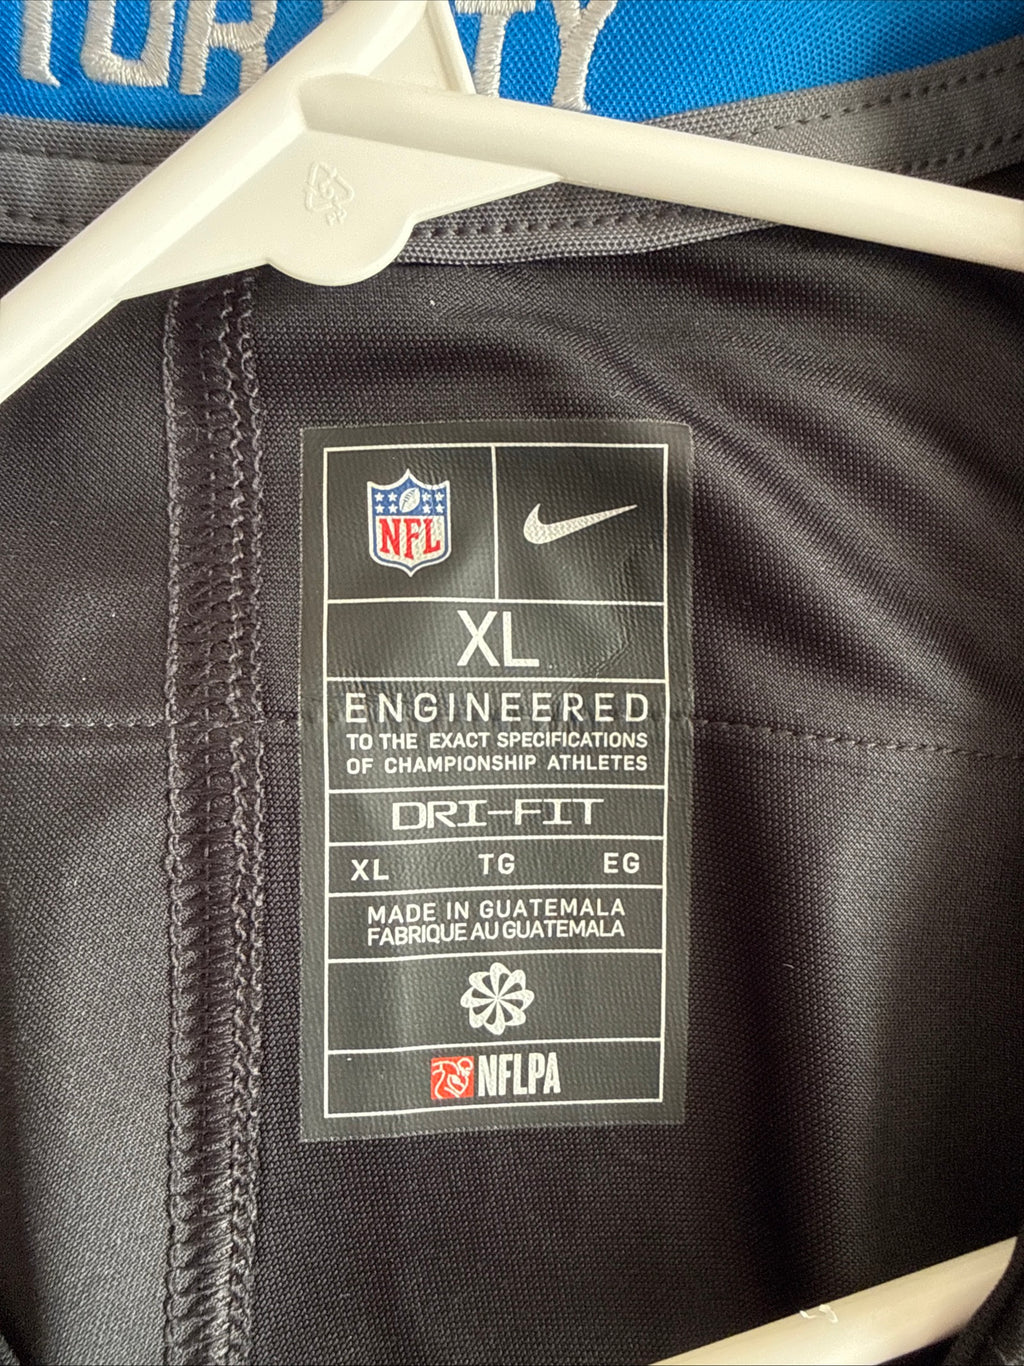 NFL
XL
ENGINEERED
TO THE EXACT SPECIFICATIONS
OF CHAMPIONSHIP ATHLETES
DRI-FIT
XL TG EG
MADE IN GUATEMALA
FABRIQUE AU GUATEMALA
NFLPA